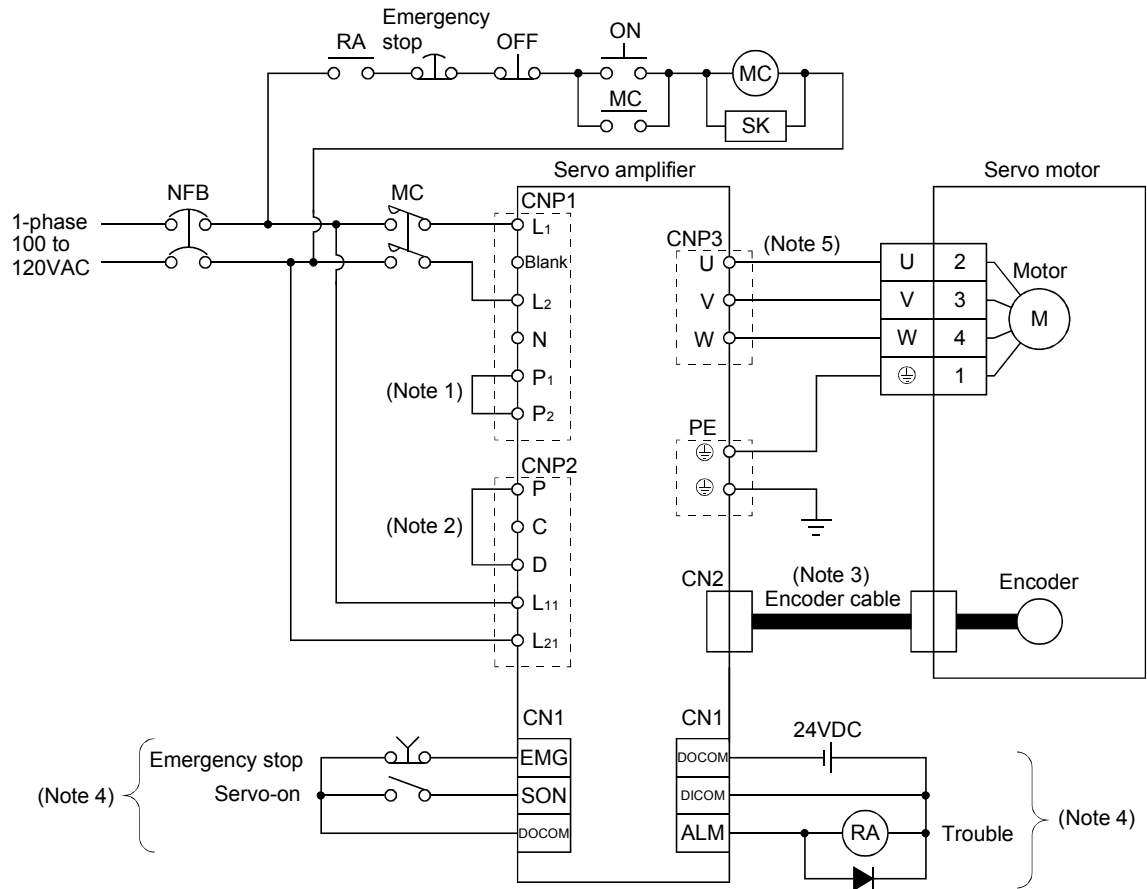 Emergency
stop
RA
OFF
ON
MC
MC
SK
Servo amplifier
Servo motor
NFB
MC
1-phase
100 to
120VAC
CNP1
L1
Blank
L2
N
P1
P2
(Note 1)
CNP3
U
V
W
(Note 5)
U 2
V 3
W 4
1
Motor
M
PE
CNP2
P
C
D
L11
L21
(Note 2)
CN2
(Note 3)
Encoder cable
Encoder
CN1
EMG
SON
DOCOM
Emergency stop
Servo-on
(Note 4)
CN1
DOCOM
DICOM
ALM
24VDC
RA
Trouble
(Note 4)